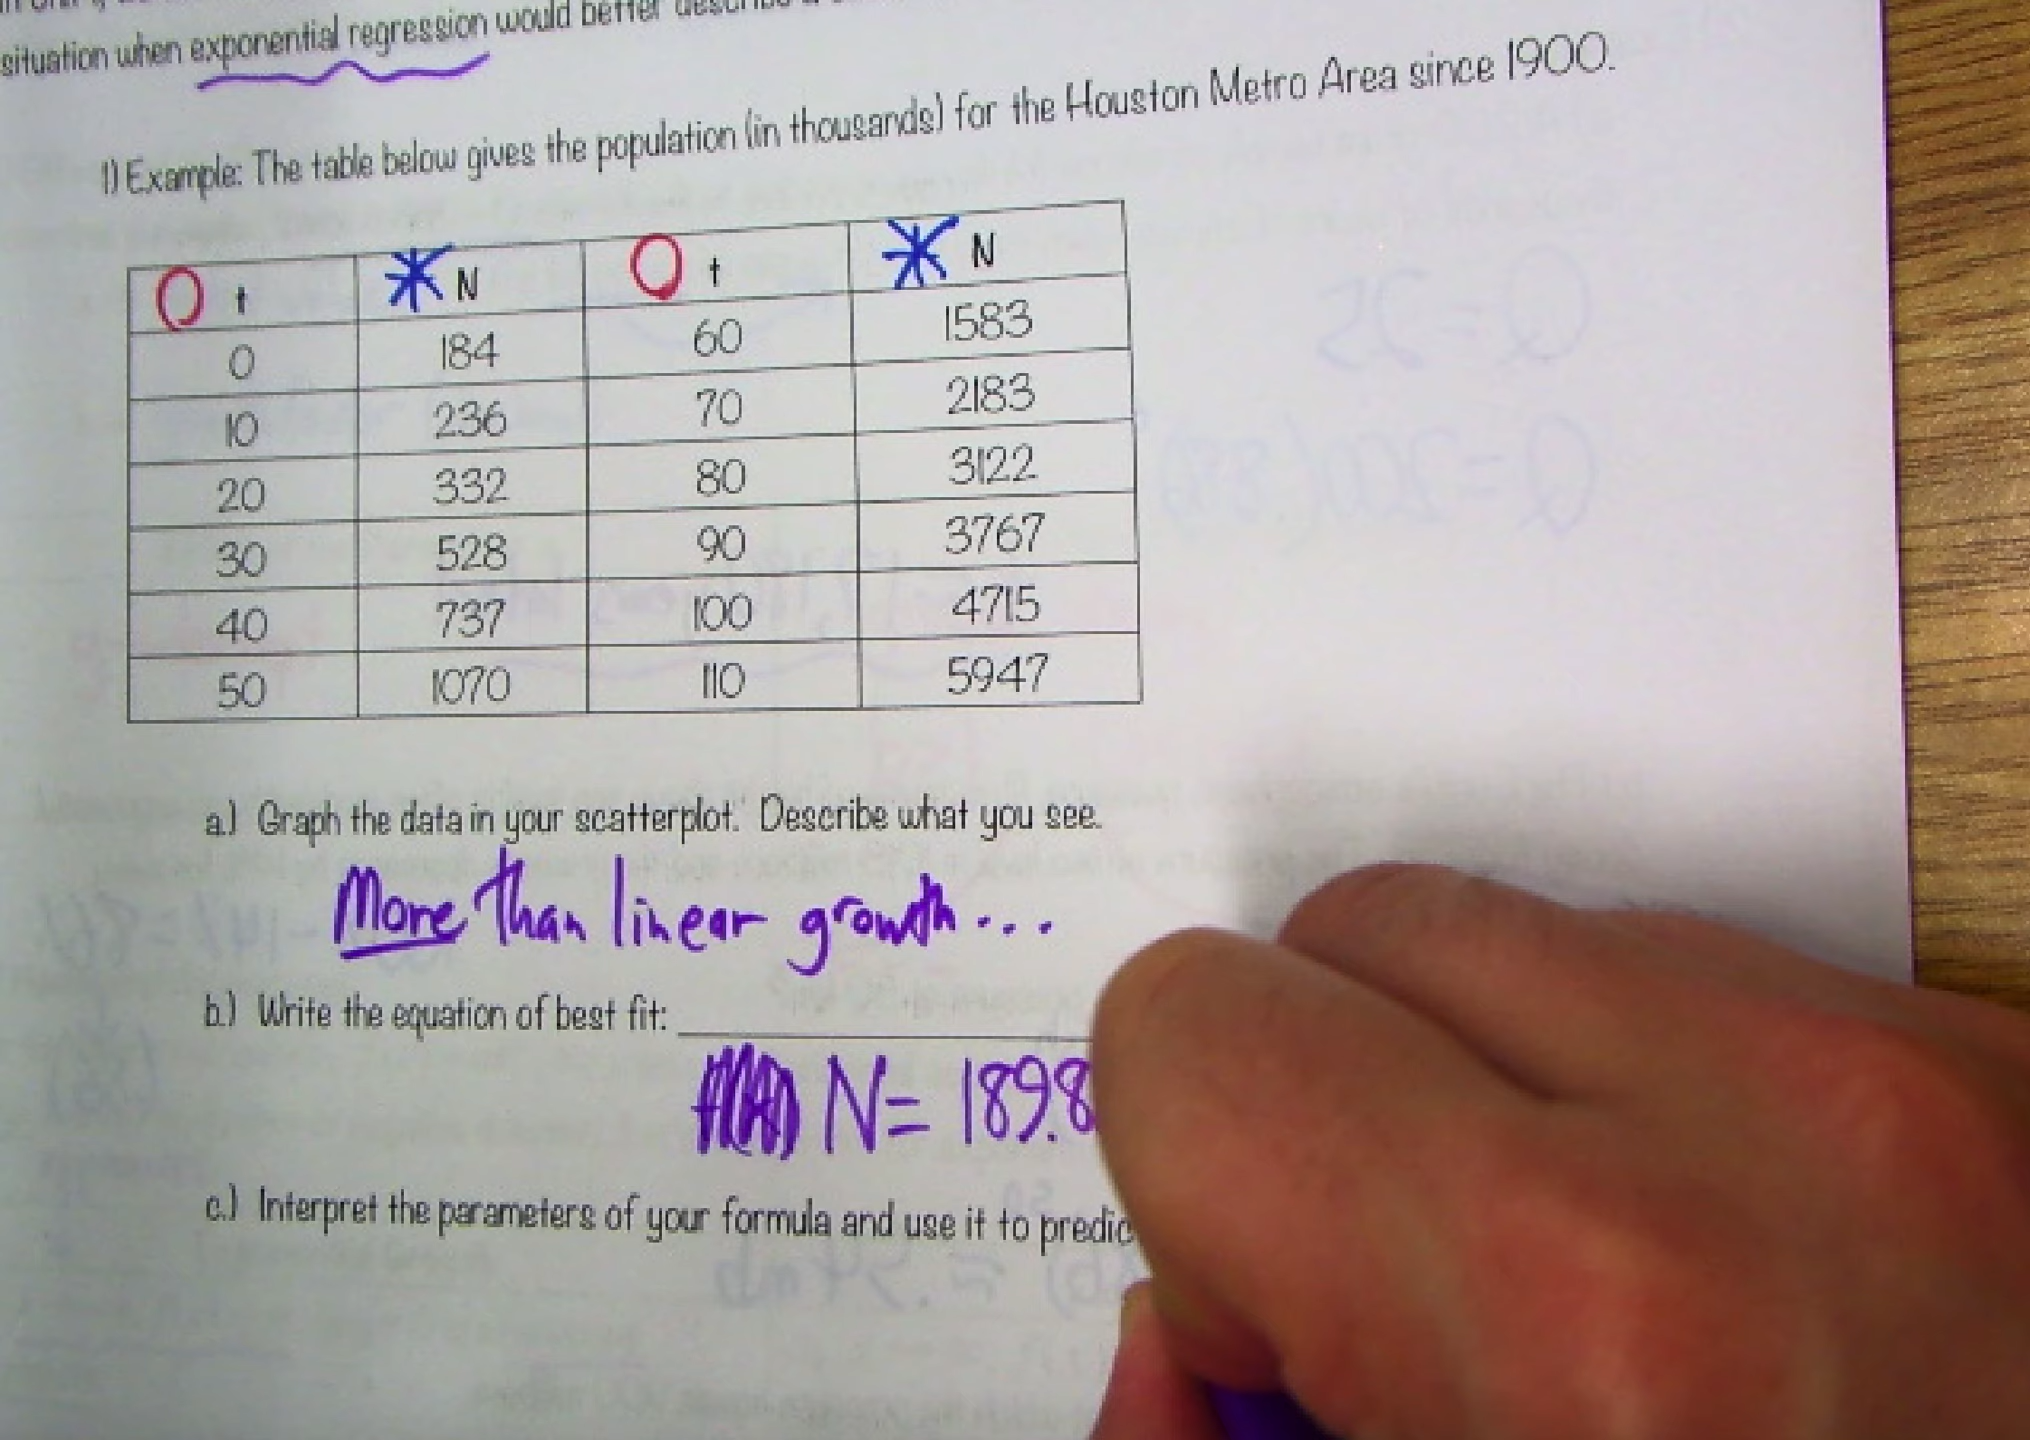 situation when exponential regression would better
1) Example: The table below gives the population (in thousands) for the Houston Metro Area since 1900.
t N t N
0 184 60 1583
10 236 70 2183
20 332 80 3122
30 528 90 3767
40 737 100 4715
50 1070 110 5947
a.) Graph the data in your scatterplot. Describe what you see.
More than linear growth...
b.) Write the equation of best fit:
N= 189.8
c.) Interpret the parameters of your formula and use it to predic